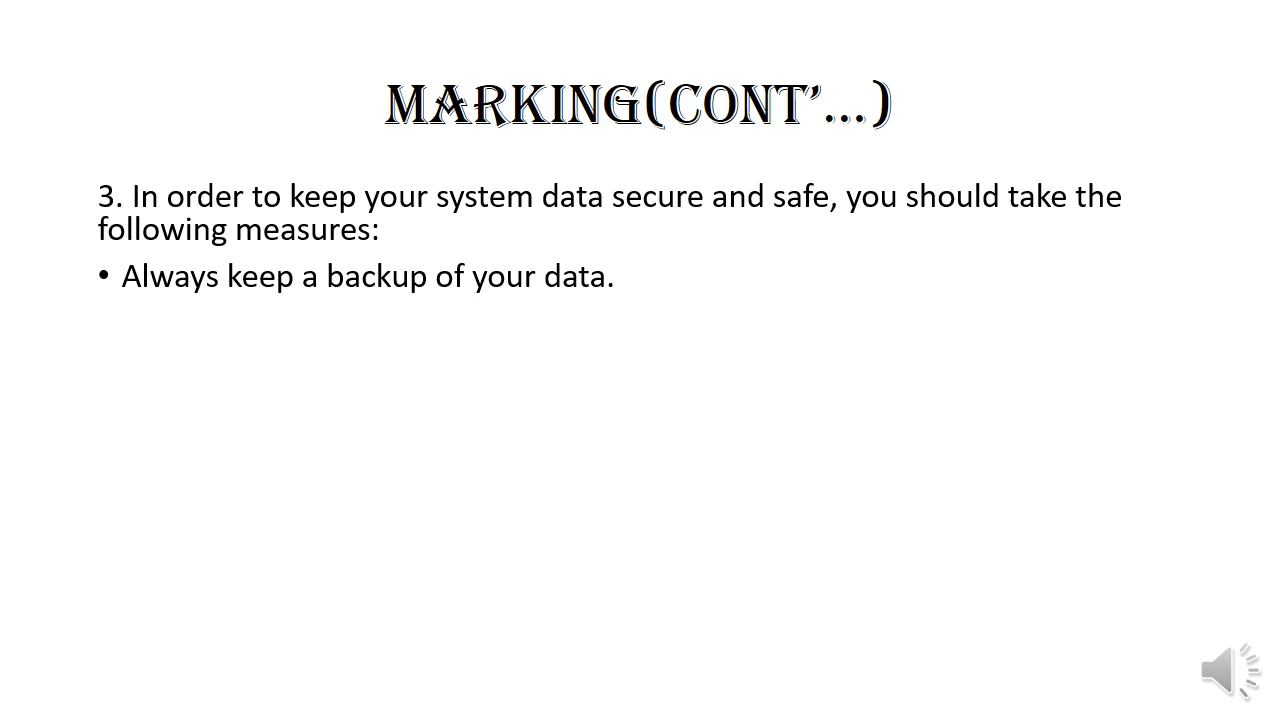 MARKING(CONT’…)
3. In order to keep your system data secure and safe, you should take the
following measures:
• Always keep a backup of your data.